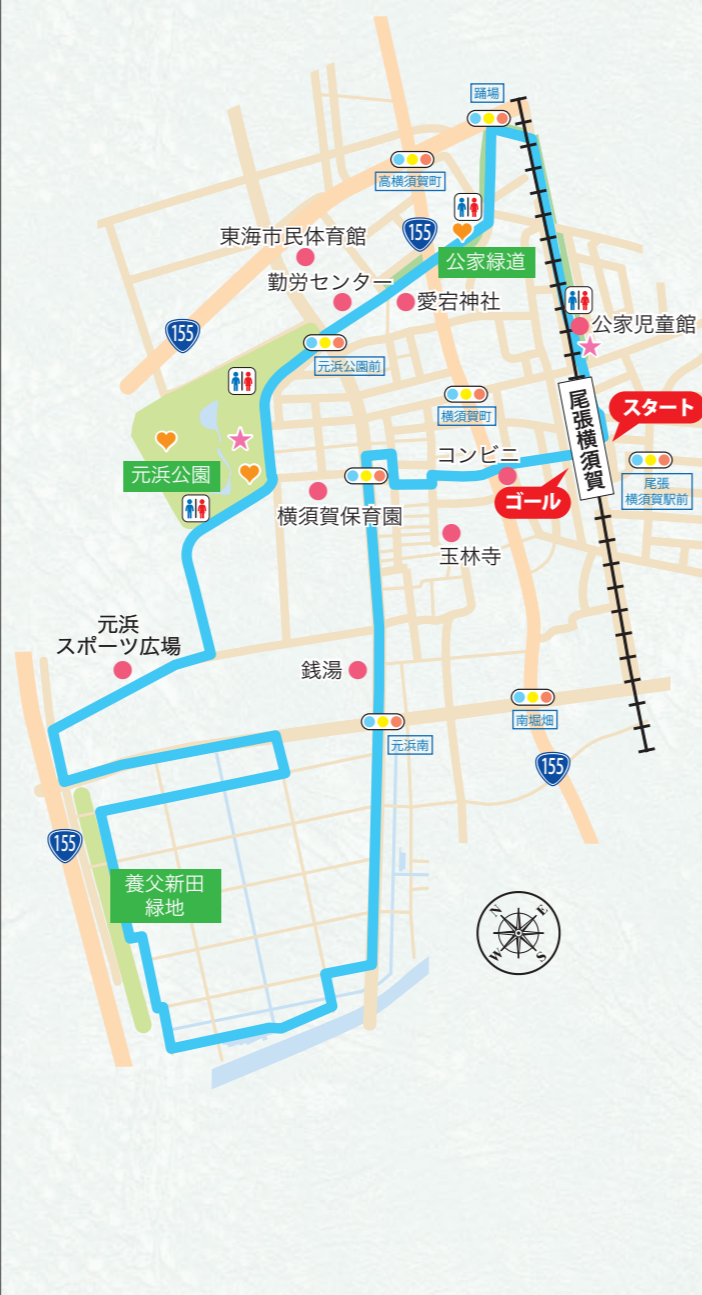 踊場
高横須賀町
155
東海市民体育館
公家緑道
勤労センター
愛宕神社
公家児童館
155
元浜公園前
尾張横須賀
スタート
横須賀町
コンビニ
元浜公園
尾張
横須賀駅前
ゴール
横須賀保育園
玉林寺
元浜
スポーツ広場
銭湯
南堀畑
元浜南
155
155
養父新田
緑地
N
E
W
S